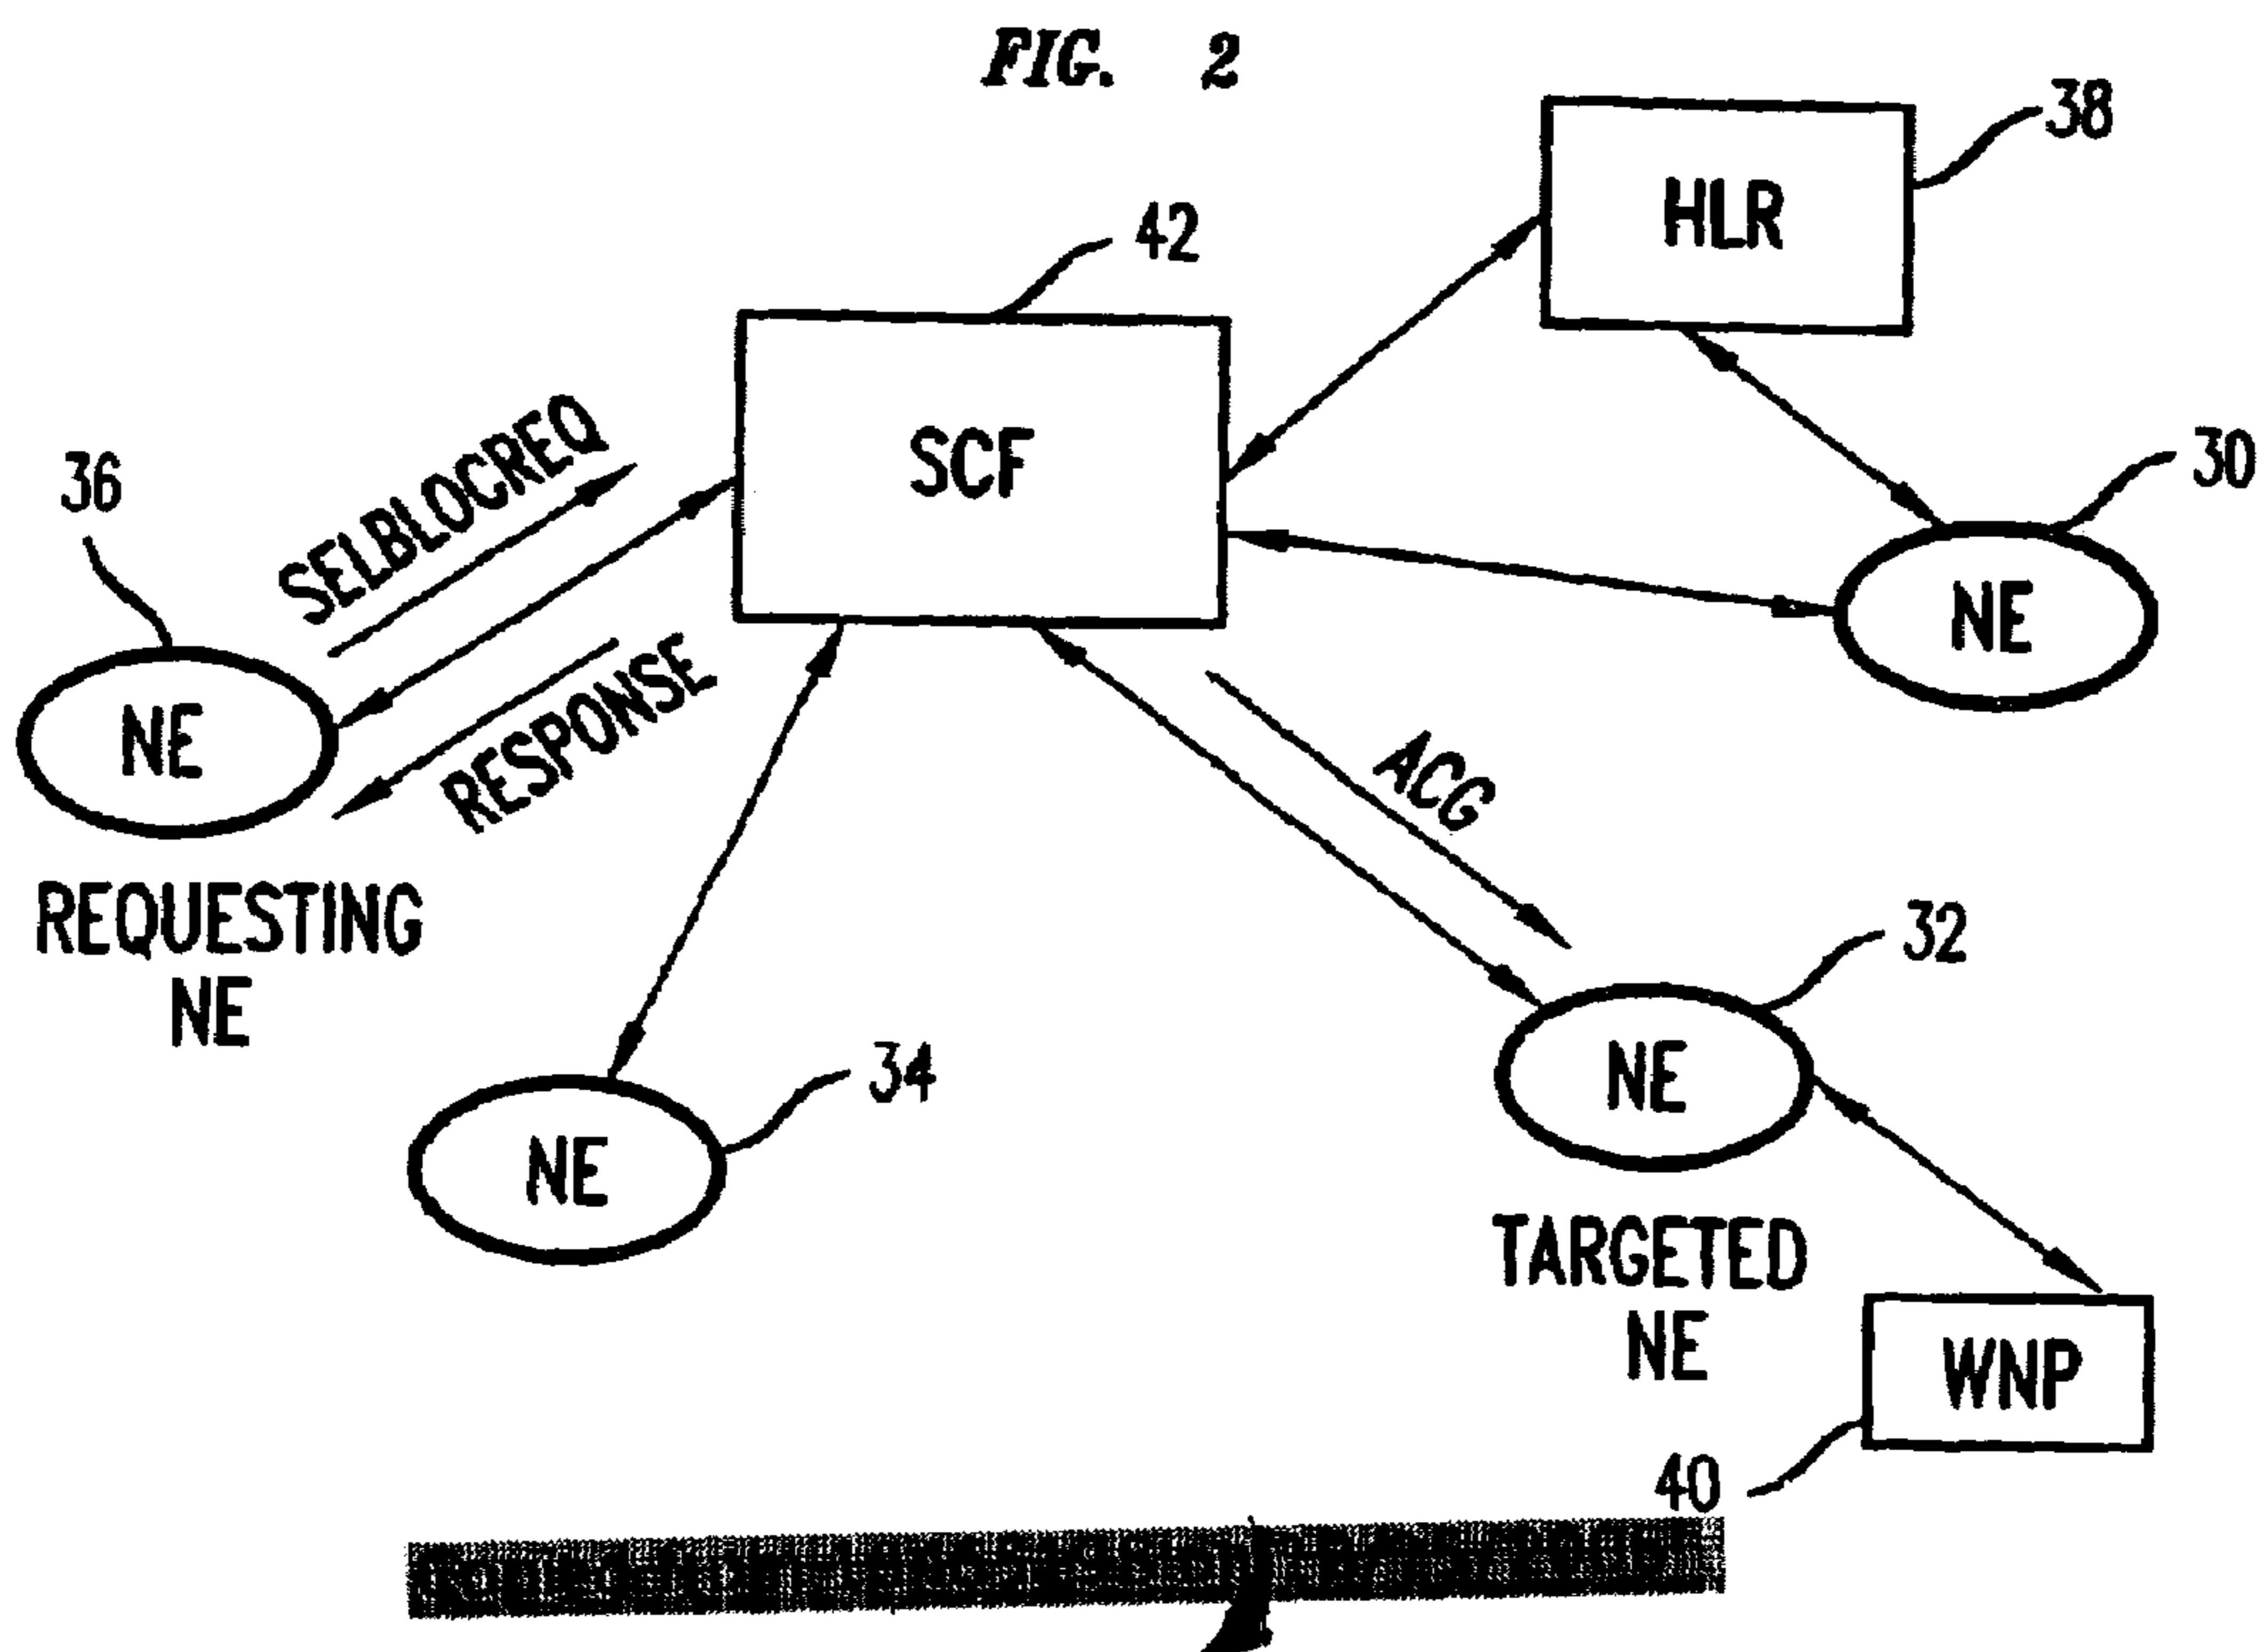 FIG. 2
38
HLR
42
SCF
30
NE
SELBLOCREQ
36
NE
RESPONSE
REQUESTING
NE
ACG
32
NE
TARGETED
NE
34
NE
WNP
40